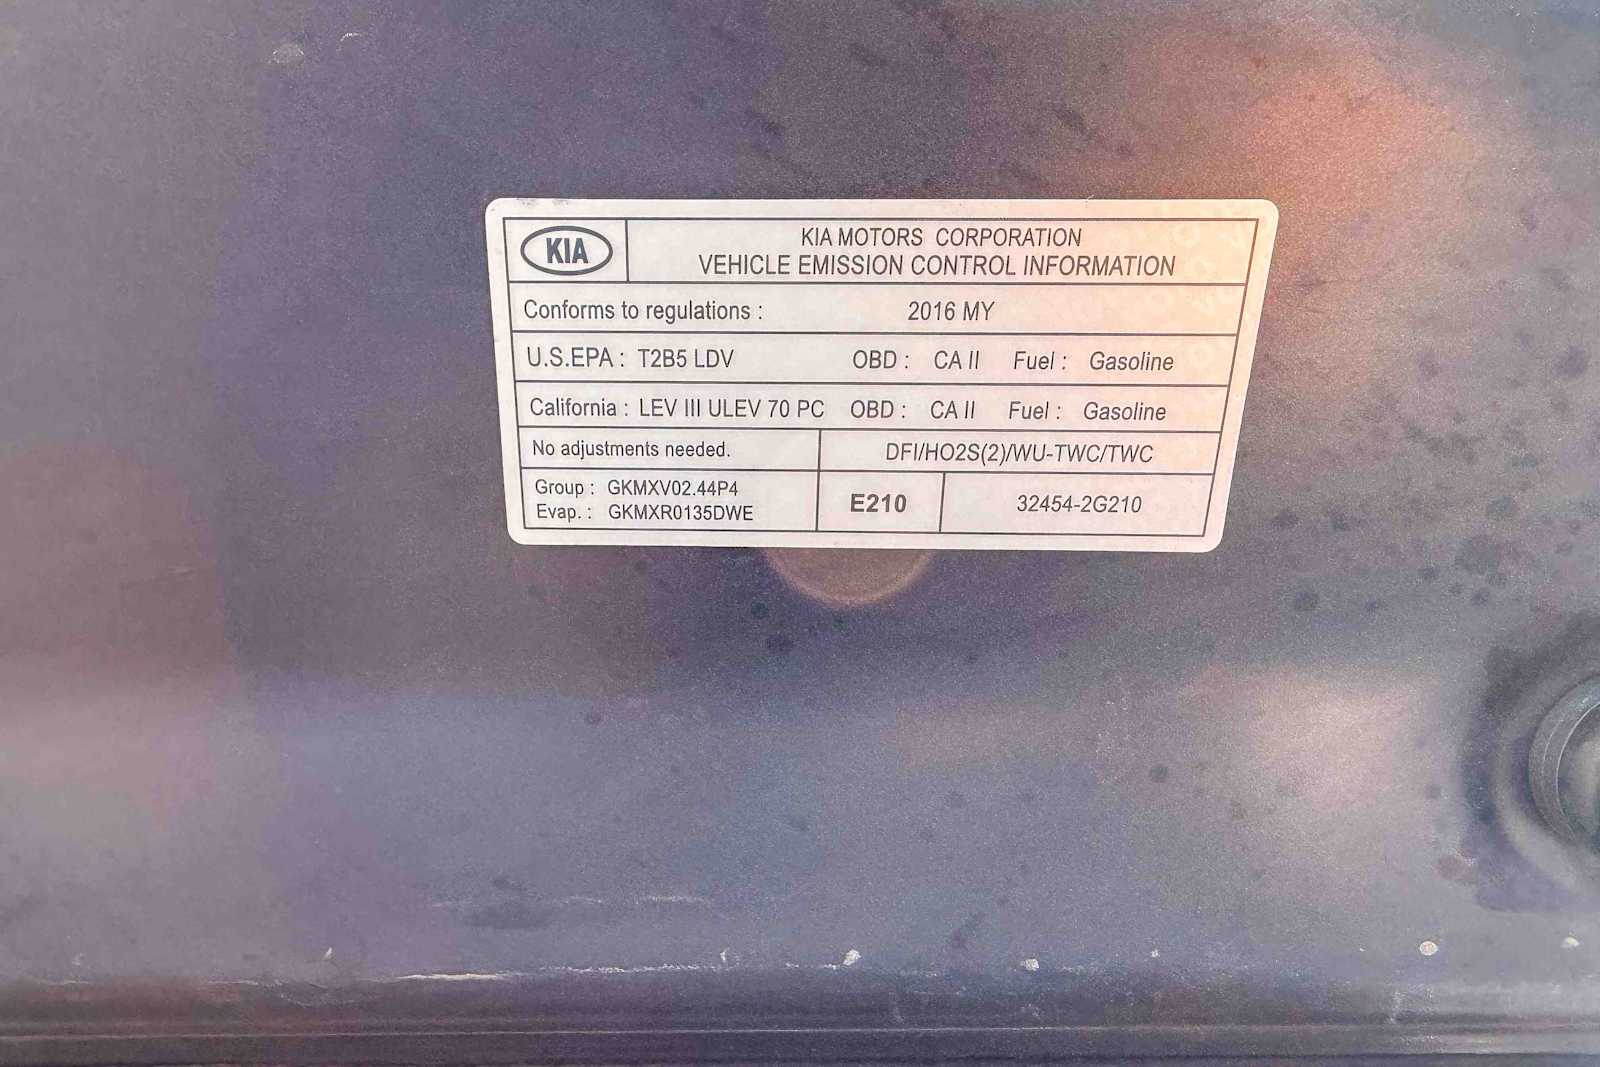 KIA
KIA MOTORS CORPORATION
VEHICLE EMISSION CONTROL INFORMATION
Conforms to regulations : 2016 MY
U.S.EPA : T2B5 LDV OBD : CA II Fuel : Gasoline
California : LEV III ULEV 70 PC OBD : CA II Fuel : Gasoline
No adjustments needed. DFI/HO2S(2)/WU-TWC/TWC
Group : GKMXV02.44P4
Evap. : GKMXR0135DWE
E210
32454-2G210